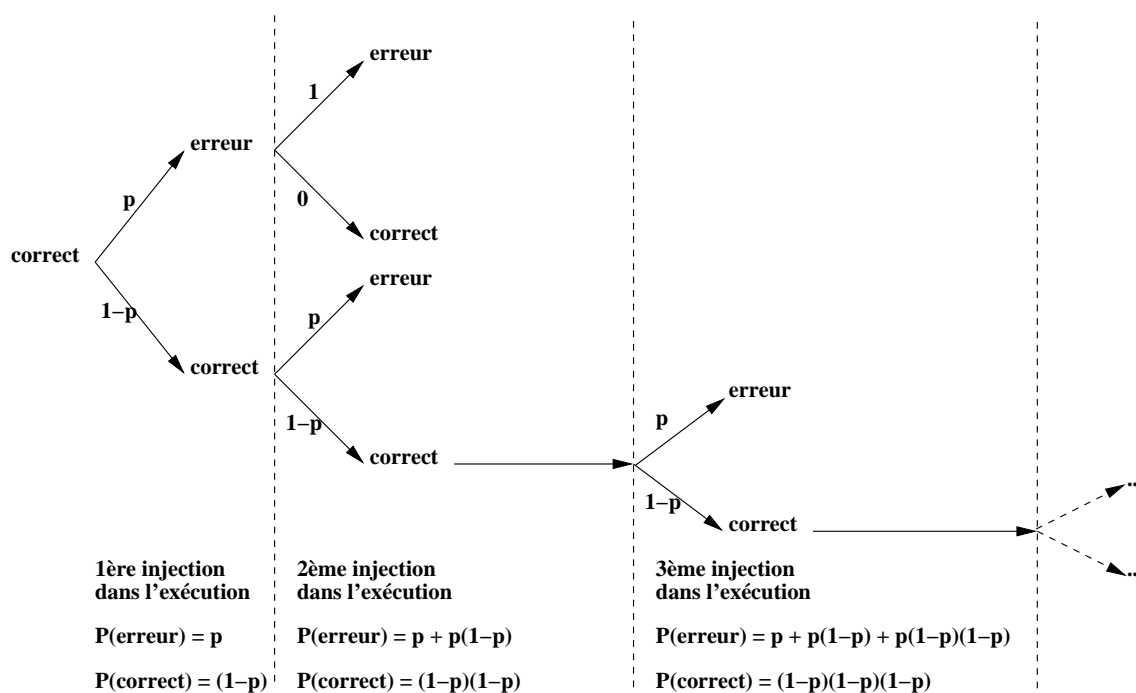 erreur
1
erreur
p
0
correct
correct
erreur
1−p
p
correct
erreur
1−p
p
correct
1−p
correct
..
..
1ère injection
dans l'exécution
P(erreur) = p
P(correct) = (1−p)
2ème injection
dans l'exécution
P(erreur) = p + p(1−p)
P(correct) = (1−p)(1−p)
3ème injection
dans l'exécution
P(erreur) = p + p(1−p) + p(1−p)(1−p)
P(correct) = (1−p)(1−p)(1−p)